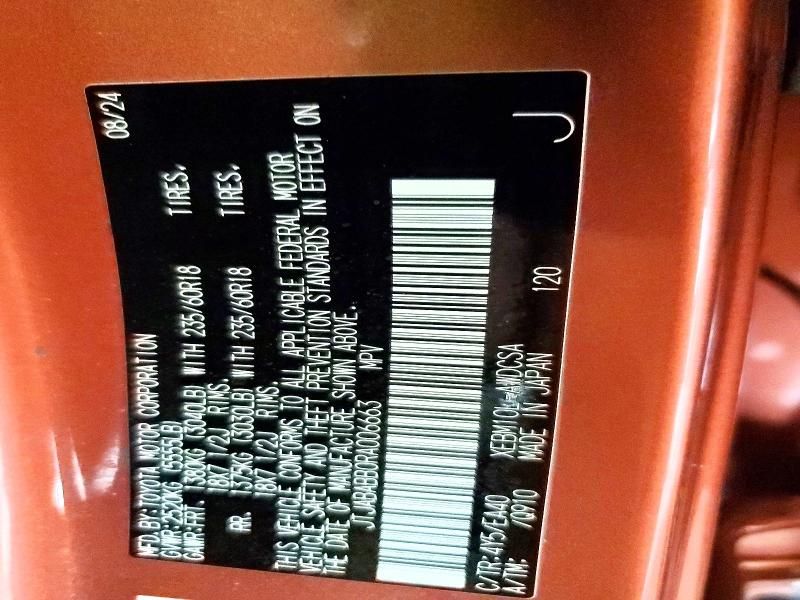 MFD. BY: TOYOTA MOTOR CORPORATION 08/24
GVWR: 2520KG (5555LB)
GAWR: FRT. 1380KG (3040LB) WITH 235/60R18 TIRES,
18X7 1/2J RIMS.
RR. 1375KG (3030LB) WITH 235/60R18 TIRES,
18X7 1/2J RIMS.
THIS VEHICLE CONFORMS TO ALL APPLICABLE FEDERAL MOTOR
VEHICLE SAFETY AND THEFT PREVENTION STANDARDS IN EFFECT ON
THE DATE OF MANUFACTURE SHOWN ABOVE.
MPV
C/TR: 4Y5/EA40
A/TM: /0910 MADE IN JAPAN 120
J